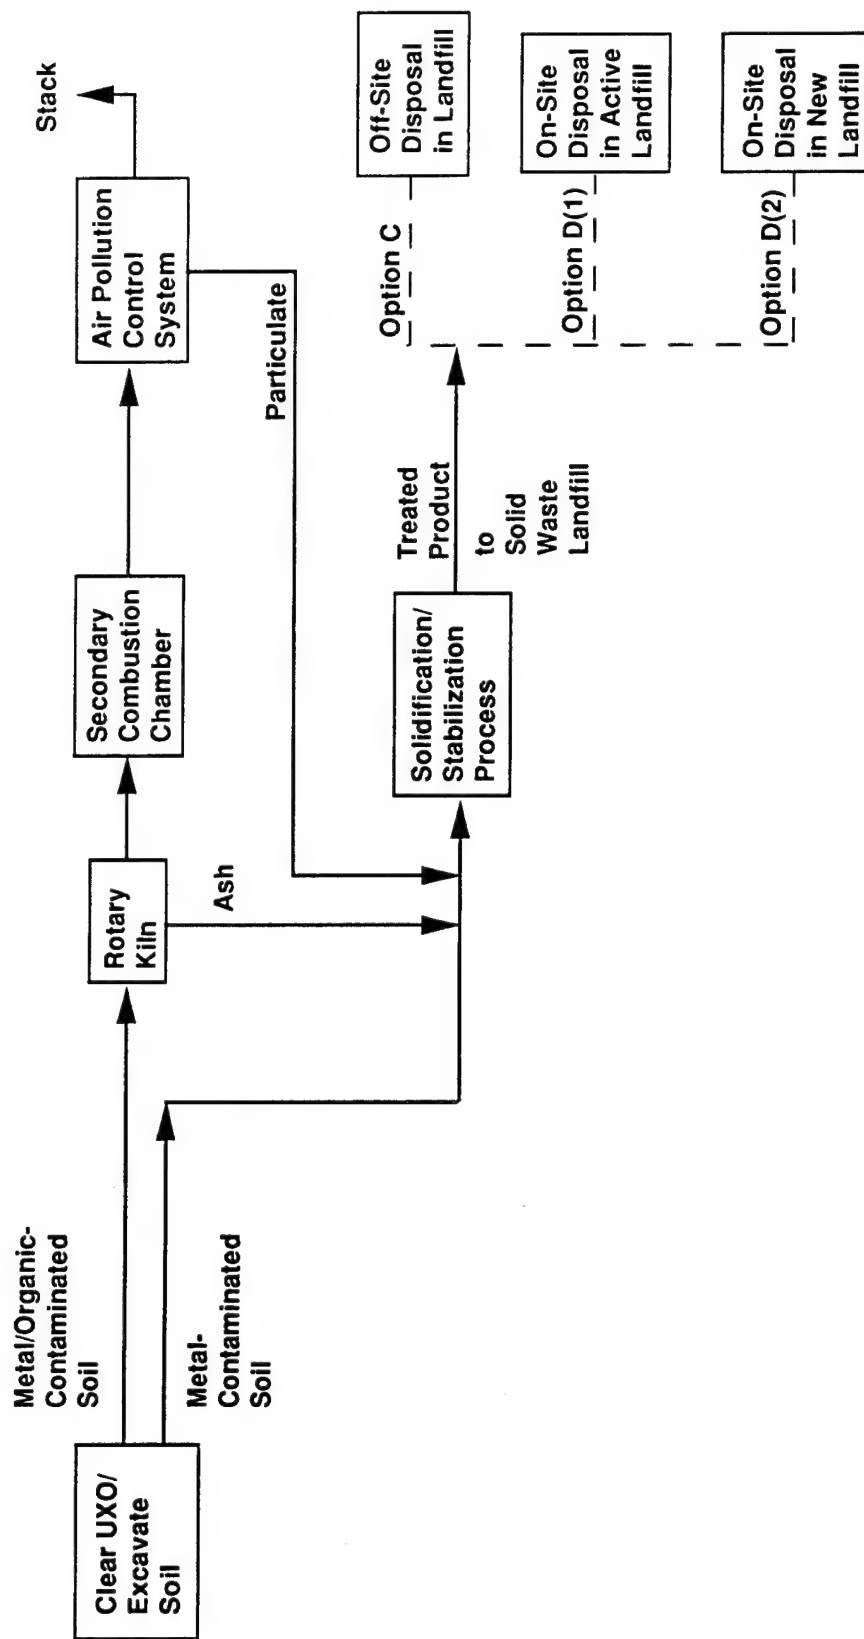 Clear UXO/
Excavate
Soil
Metal/Organic-
Contaminated
Soil
Metal-
Contaminated
Soil
Rotary
Kiln
Ash
Secondary
Combustion
Chamber
Air Pollution
Control
System
Stack
Particulate
Solidification/
Stabilization
Process
Treated
Product
to
Solid
Waste
Landfill
Option C
Off-Site
Disposal
in Landfill
Option D(1)
On-Site
Disposal
in Active
Landfill
Option D(2)
On-Site
Disposal
in New
Landfill